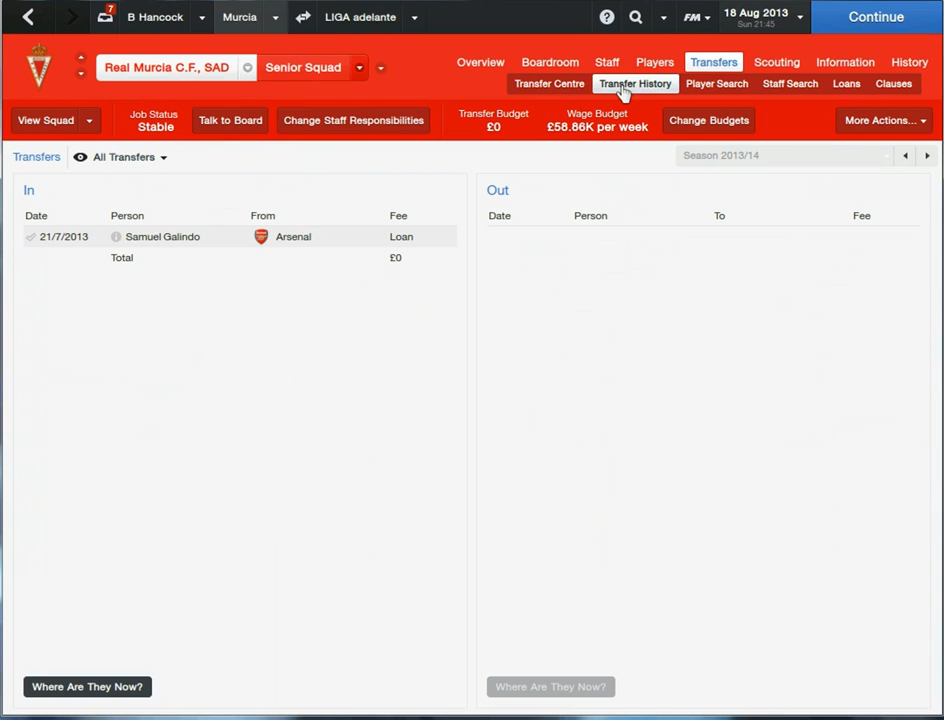 7 B Hancock Murcia LIGA adelante ? FM 18 Aug 2013 Continue
Sun 21:45
Real Murcia C.F., SAD Senior Squad Overview Boardroom Staff Players Transfers Scouting Information History
Transfer Centre Transfer History Player Search Staff Search Loans Clauses
View Squad Job Status Talk to Board Change Staff Responsibilities Transfer Budget Wage Budget Change Budgets More Actions...
Stable £0 £58.86K per week
Transfers All Transfers Season 2013/14
In Out
Date Person From Fee Date Person To Fee
21/7/2013 Samuel Galindo Arsenal Loan
Total £0
Where Are They Now? Where Are They Now?